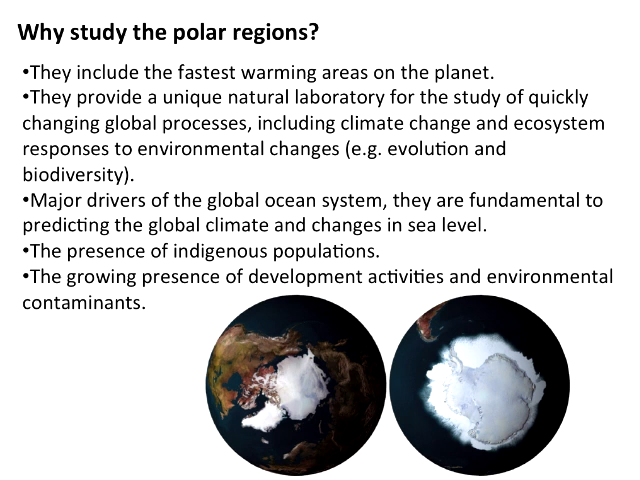 Why study the polar regions?
•They include the fastest warming areas on the planet.
•They provide a unique natural laboratory for the study of quickly
changing global processes, including climate change and ecosystem
responses to environmental changes (e.g. evolution and
biodiversity).
•Major drivers of the global ocean system, they are fundamental to
predicting the global climate and changes in sea level.
•The presence of indigenous populations.
•The growing presence of development activities and environmental
contaminants.